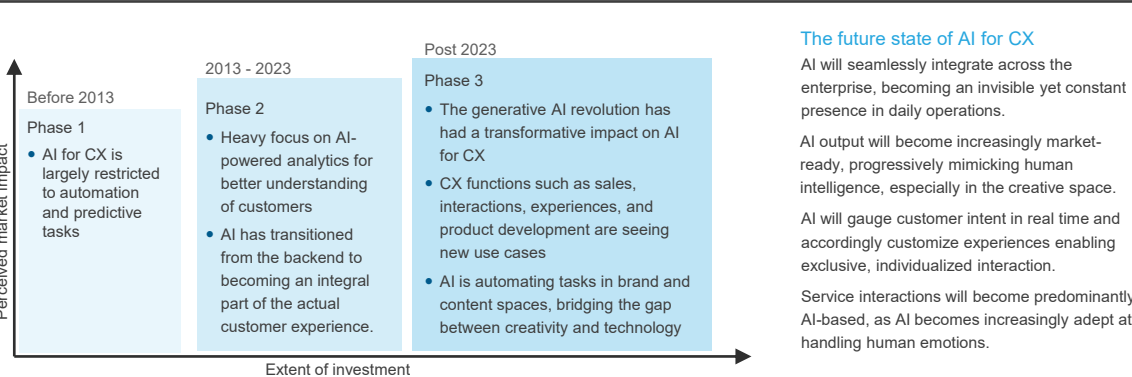 Perceived market impact
Before 2013
Phase 1
• AI for CX is
largely restricted
to automation
and predictive
tasks
2013 - 2023
Phase 2
• Heavy focus on AI-
powered analytics for
better understanding
of customers
• AI has transitioned
from the backend to
becoming an integral
part of the actual
customer experience.
Post 2023
Phase 3
• The generative AI revolution has
had a transformative impact on AI
for CX
• CX functions such as sales,
interactions, experiences, and
product development are seeing
new use cases
• AI is automating tasks in brand and
content spaces, bridging the gap
between creativity and technology
Extent of investment
The future state of AI for CX
AI will seamlessly integrate across the
enterprise, becoming an invisible yet constant
presence in daily operations.
AI output will become increasingly market-
ready, progressively mimicking human
intelligence, especially in the creative space.
AI will gauge customer intent in real time and
accordingly customize experiences enabling
exclusive, individualized interaction.
Service interactions will become predominantly
AI-based, as AI becomes increasingly adept at
handling human emotions.